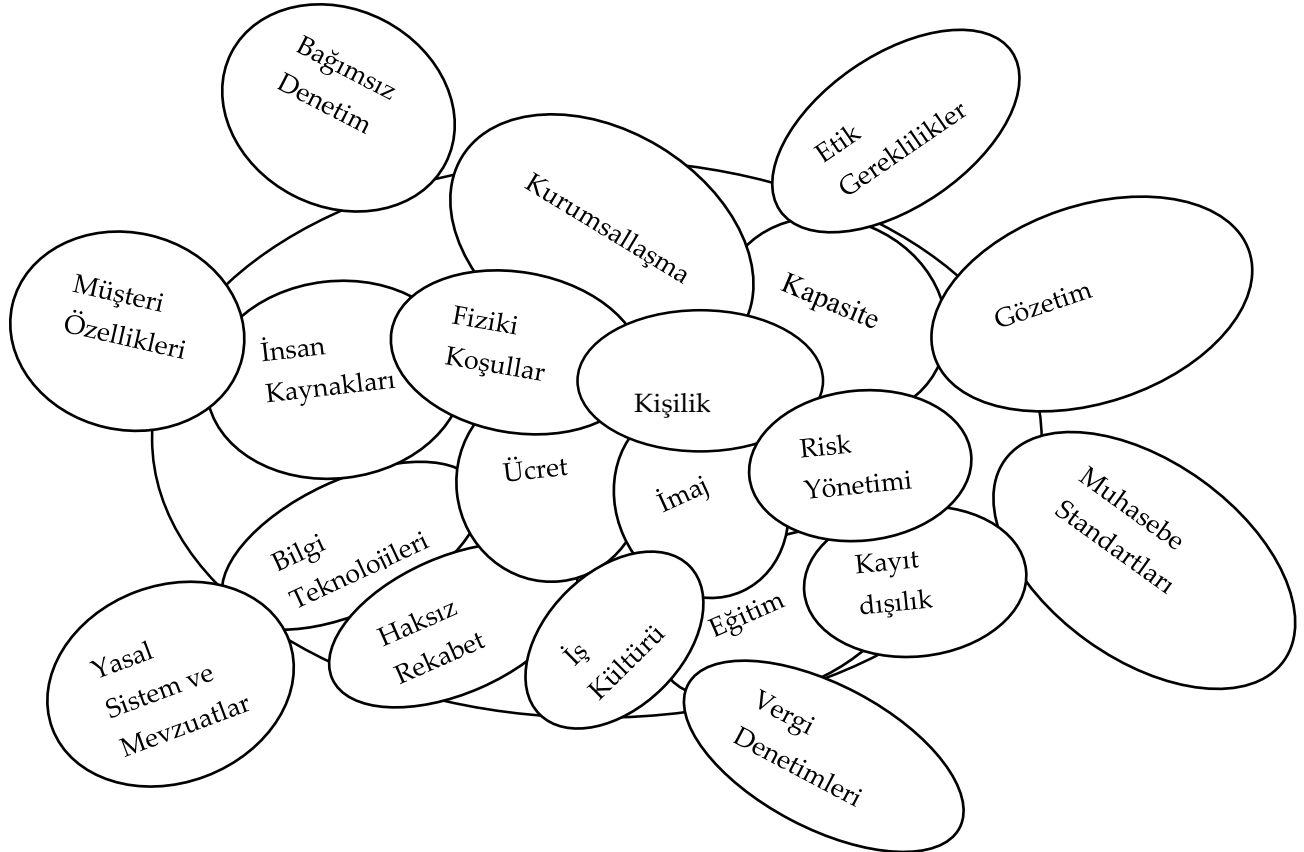 Bağımsız
Denetim
Etik
Gereklilikler
Kurumsallaşma
Müşteri
Özellikleri
İnsan
Kaynakları
Fiziki
Koşullar
Kapasite
Gözetim
Kişilik
Ücret
İmaj
Risk
Yönetimi
Muhasebe
Standartları
Bilgi
Teknolojileri
Haksız
Rekabet
İş
Kültürü
Eğitim
Kayıt
dışılık
Yasal
Sistem ve
Mevzuatlar
Vergi
Denetimleri